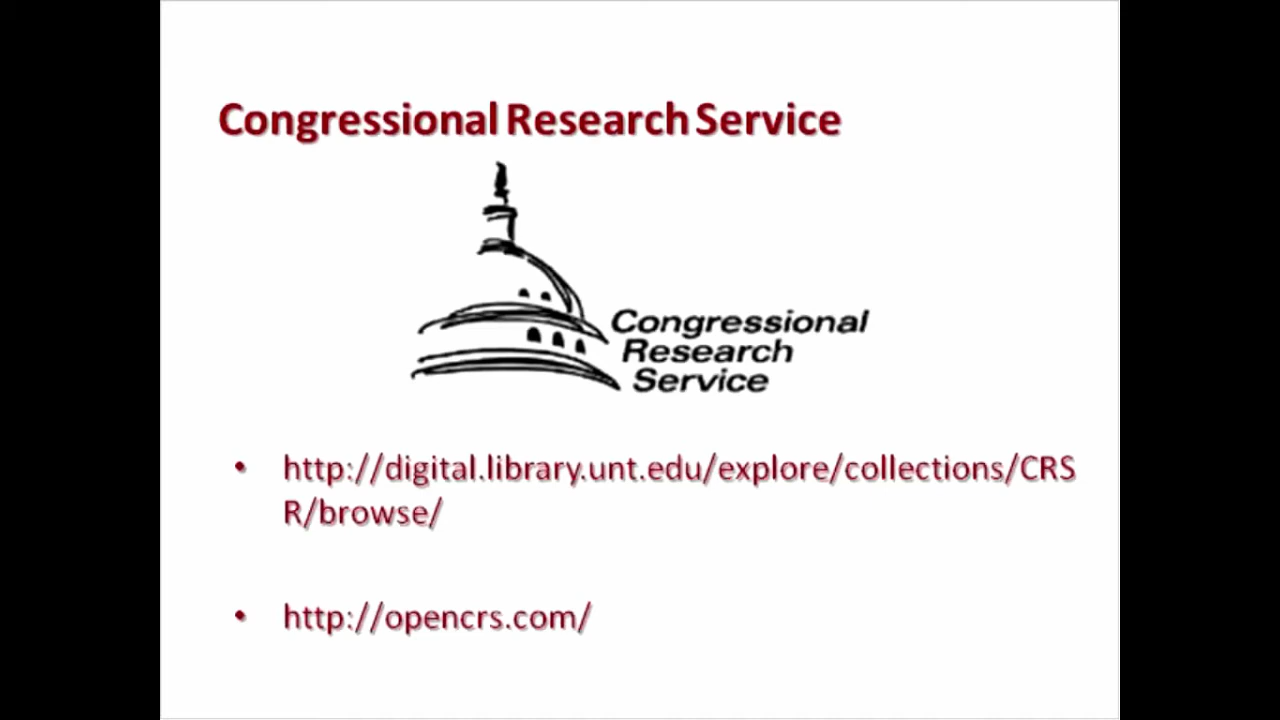 Congressional Research Service
Congressional
Research
Service
• http://digital.library.unt.edu/explore/collections/CRS
R/browse/
• http://opencrs.com/